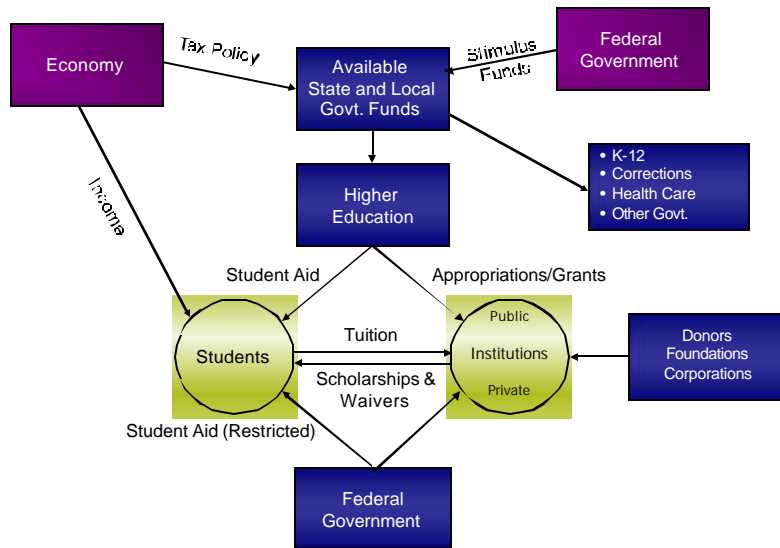 Economy
Tax Policy
Available
State and Local
Govt. Funds
Stimulus
Funds
Federal
Government
• K-12
• Corrections
• Health Care
• Other Govt.
Income
Higher
Education
Student Aid
Appropriations/Grants
Students
Tuition
Scholarships &
Waivers
Public
Institutions
Private
Donors
Foundations
Corporations
Student Aid (Restricted)
Federal
Government